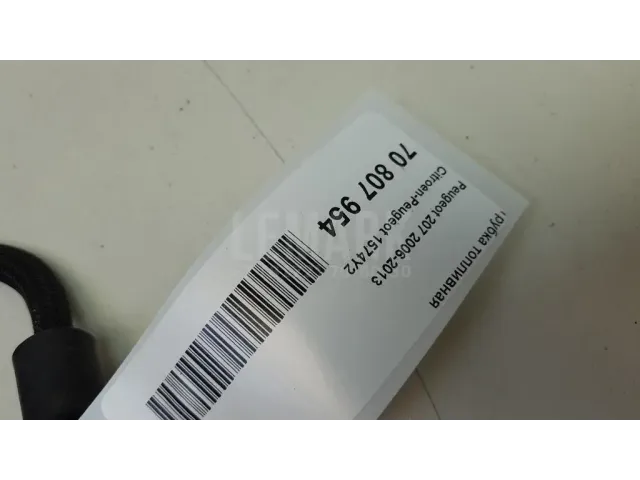 Трубка топливная
Peugeot 207 2006-2013
Citroen-Peugeot 1574Y2
70 807 954